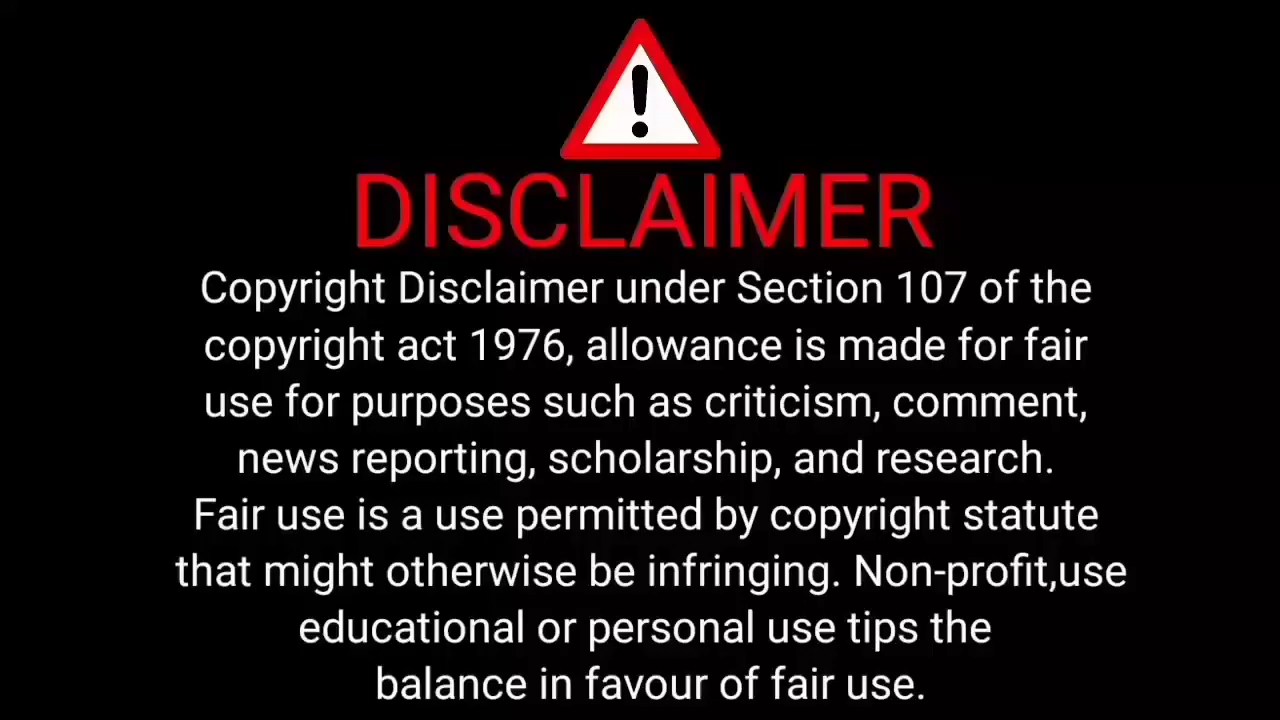 DISCLAIMER
Copyright Disclaimer under Section 107 of the
copyright act 1976, allowance is made for fair
use for purposes such as criticism, comment,
news reporting, scholarship, and research.
Fair use is a use permitted by copyright statute
that might otherwise be infringing. Non-profit,use
educational or personal use tips the
balance in favour of fair use.